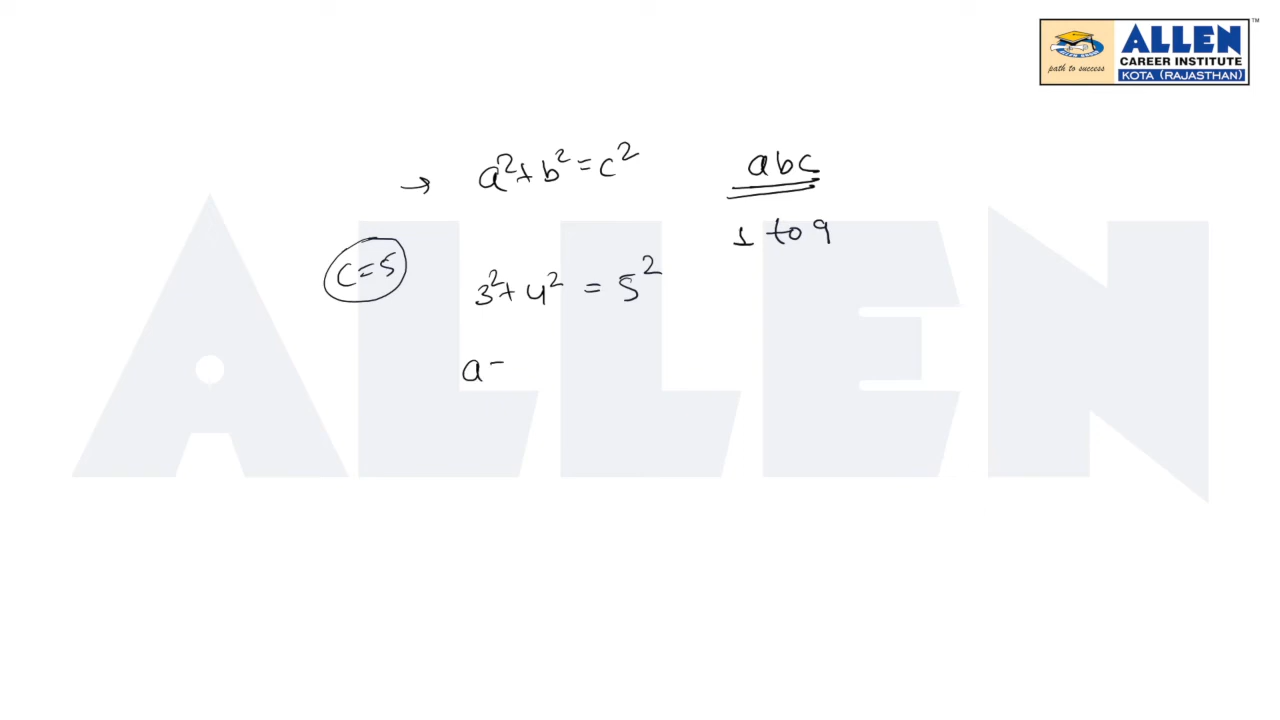 ALLEN™
CAREER INSTITUTE
path to success
KOTA (RAJASTHAN)
→ a²+b²=c²
abc
1 to 9
c=5
3²+4² = 5²
a-
ALLEN